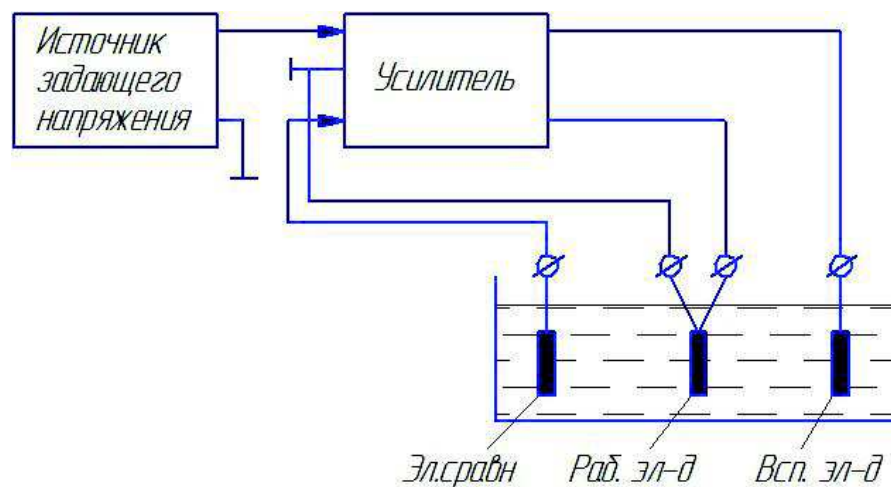 Источник
задающего
напряжения
Усилитель
Эл.сравн
Раб. эл-д
Всп. эл-д